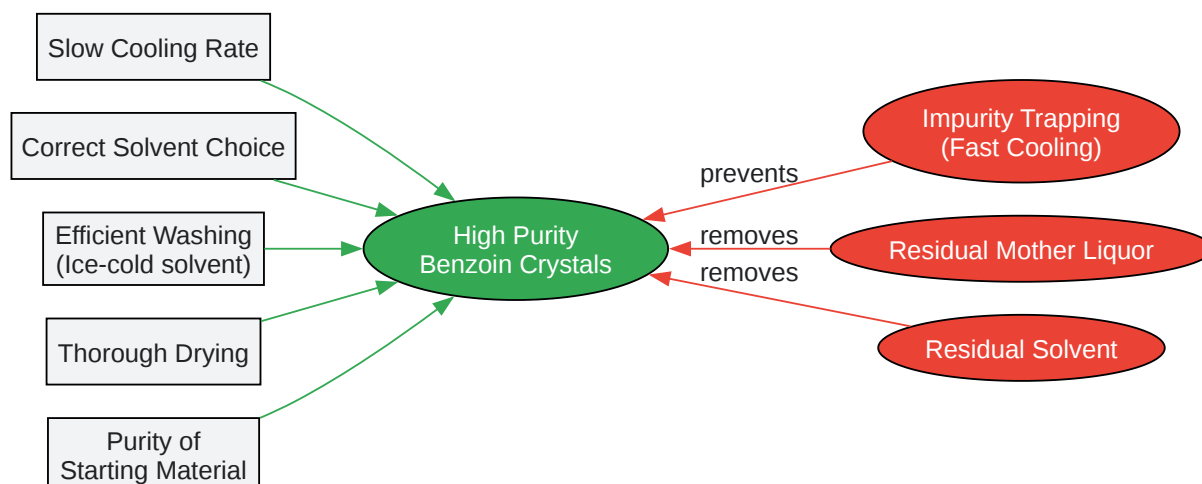 Slow Cooling Rate
Correct Solvent Choice
Efficient Washing
(Ice-cold solvent)
Thorough Drying
Purity of
Starting Material
High Purity
Benzoin Crystals
prevents
removes
removes
Impurity Trapping
(Fast Cooling)
Residual Mother Liquor
Residual Solvent